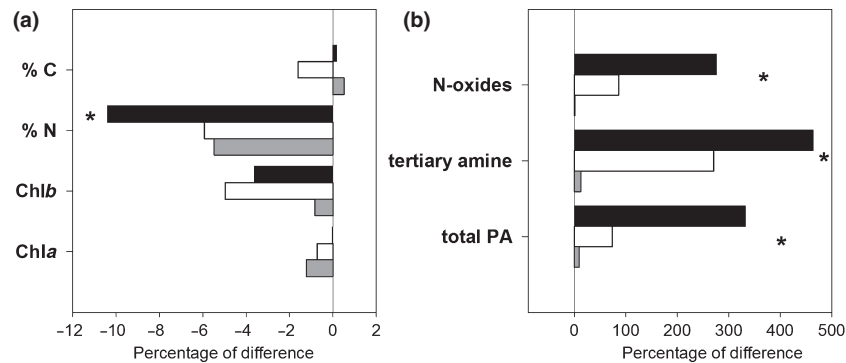 (a)
% C
% N
*
Chlb
Chla
−12 −10 −8 −6 −4 −2 0 2
Percentage of difference
(b)
N-oxides
*
tertiary amine
*
total PA
*
0 100 200 300 400 500
Percentage of difference